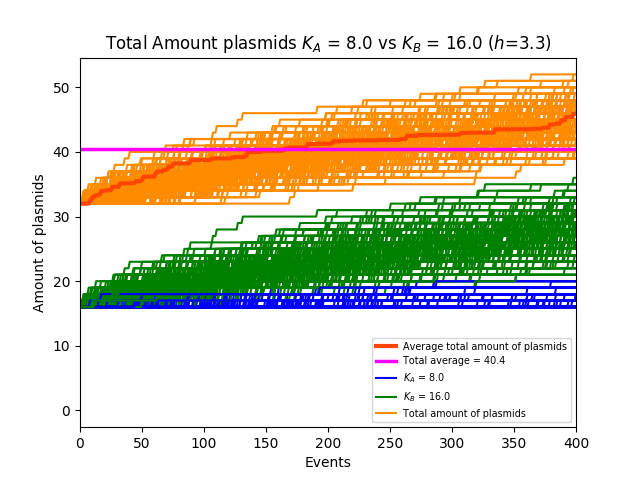 Total Amount plasmids $K_A$ = 8.0 vs $K_B$ = 16.0 ($h$=3.3)
50
40
30
20
10
0
Amount of plasmids
Average total amount of plasmids
Total average = 40.4
$K_A$ = 8.0
$K_B$ = 16.0
Total amount of plasmids
0 50 100 150 200 250 300 350 400
Events